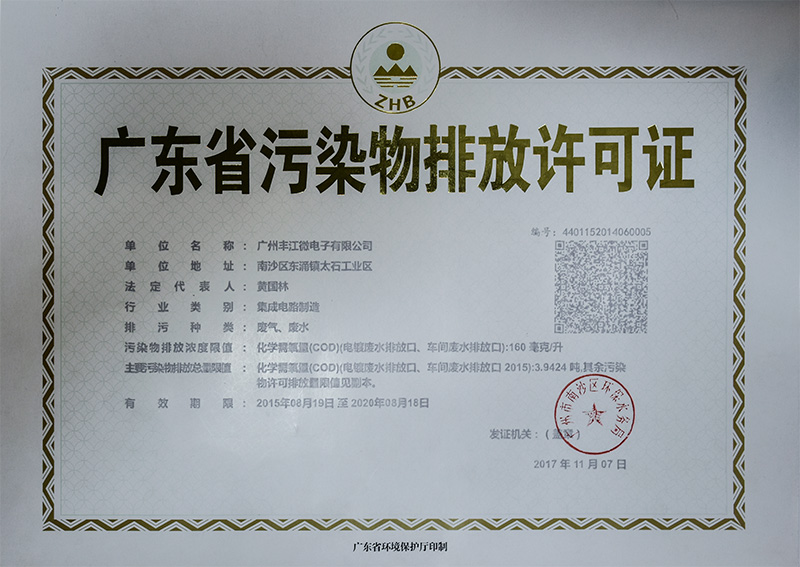 ZHB
广东省污染物排放许可证
编号：4401152014060005
单位名称：广州丰江微电子有限公司
单位地址：南沙区东涌镇太石工业区
法定代表人：黄国林
行业类别：集成电路制造
排污种类：废气、废水
污染物排放浓度限值：化学需氧量(COD)(电镀废水排放口、车间废水排放口):160 毫克/升
主要污染物排放总量限值：化学需氧量(COD)(电镀废水排放口、车间废水排放口 2015):3.9424 吨,其余污染
物许可排放量限值见副本。
有效期限：2015年08月19日 至 2020年08月18日
发证机关：（盖章）
州市南沙区环保水务局
2017 年 11 月 07 日
广东省环境保护厅印制